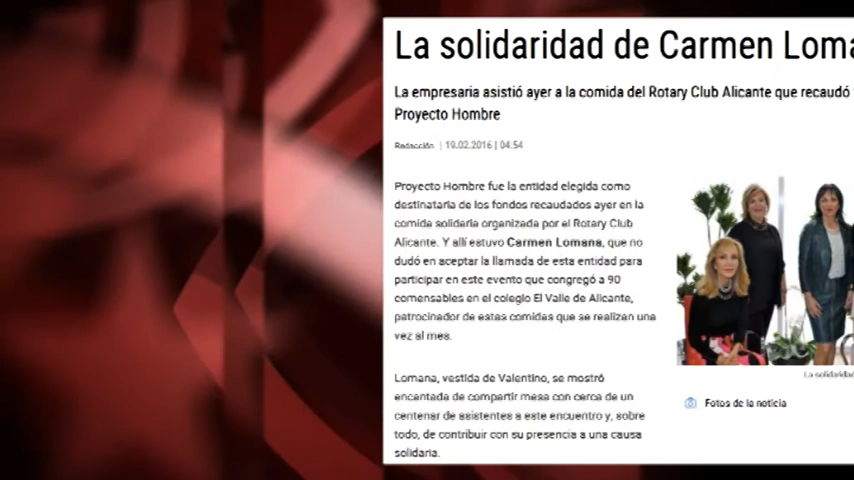 La solidaridad de Carmen Loma
La empresaria asistió ayer a la comida del Rotary Club Alicante que recaudó
Proyecto Hombre
Redacción | 19.02.2016 | 04:54
Proyecto Hombre fue la entidad elegida como
destinataria de los fondos recaudados ayer en la
comida solidaria organizada por el Rotary Club
Alicante. Y allí estuvo Carmen Lomana, que no
dudó en aceptar la llamada de esta entidad para
participar en este evento que congregó a 90
comensales en el colegio El Valle de Alicante,
patrocinador de estas comidas que se realizan una
vez al mes.
Lomana, vestida de Valentino, se mostró
encantada de compartir mesa con cerca de un
centenar de asistentes a este encuentro y, sobre
todo, de contribuir con su presencia a una causa
solidaria.
La solidaridad
Fotos de la noticia